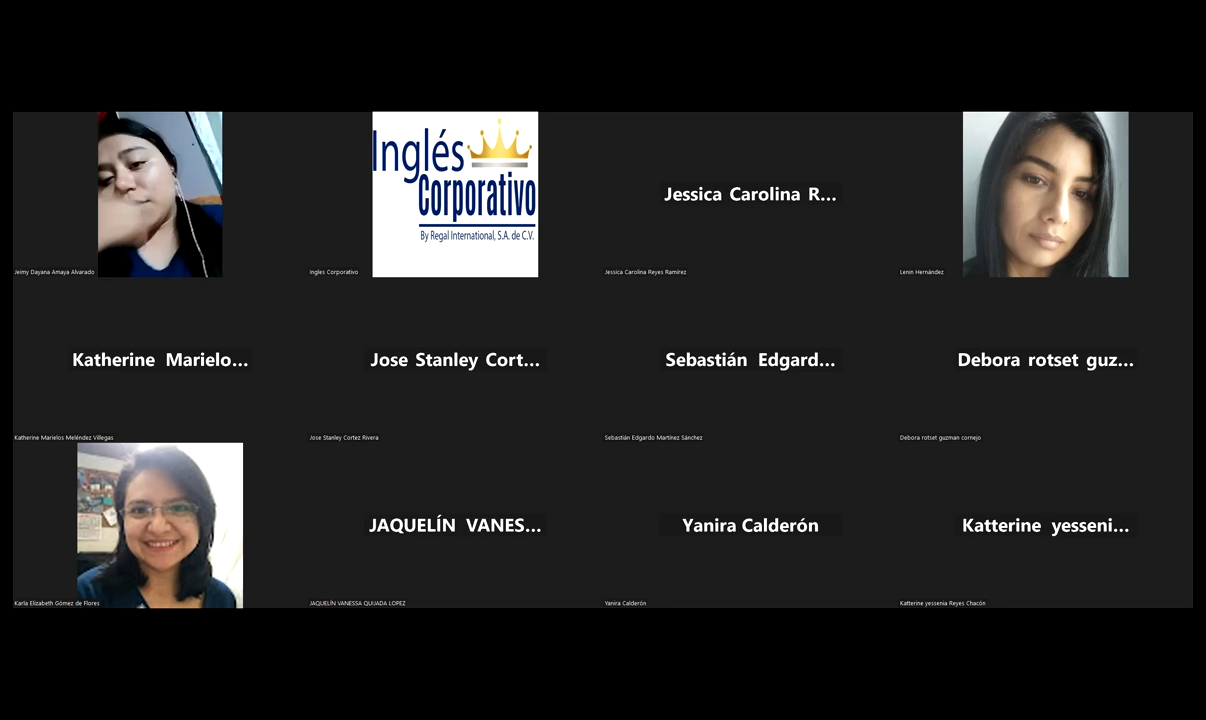 Inglés
Corporativo
By Regal International, S.A. de C.V.
Jessica Carolina R...
Jeimy Dayana Amaya Alvarado
Ingles Corporativo
Jessica Carolina Reyes Ramírez
Lenin Hernández
Katherine Marielo...
Jose Stanley Cort...
Sebastián Edgard...
Debora rotset guz...
Katherine Marielos Meléndez Villegas
Jose Stanley Cortez Rivera
Sebastián Edgardo Martínez Sánchez
Debora rotset guzman cornejo
JAQUELÍN VANES...
Yanira Calderón
Katterine yesseni...
Karla Elizabeth Gómez de Flores
JAQUELÍN VANESSA QUIJADA LOPEZ
Yanira Calderón
Katterine yessenia Reyes Chacón